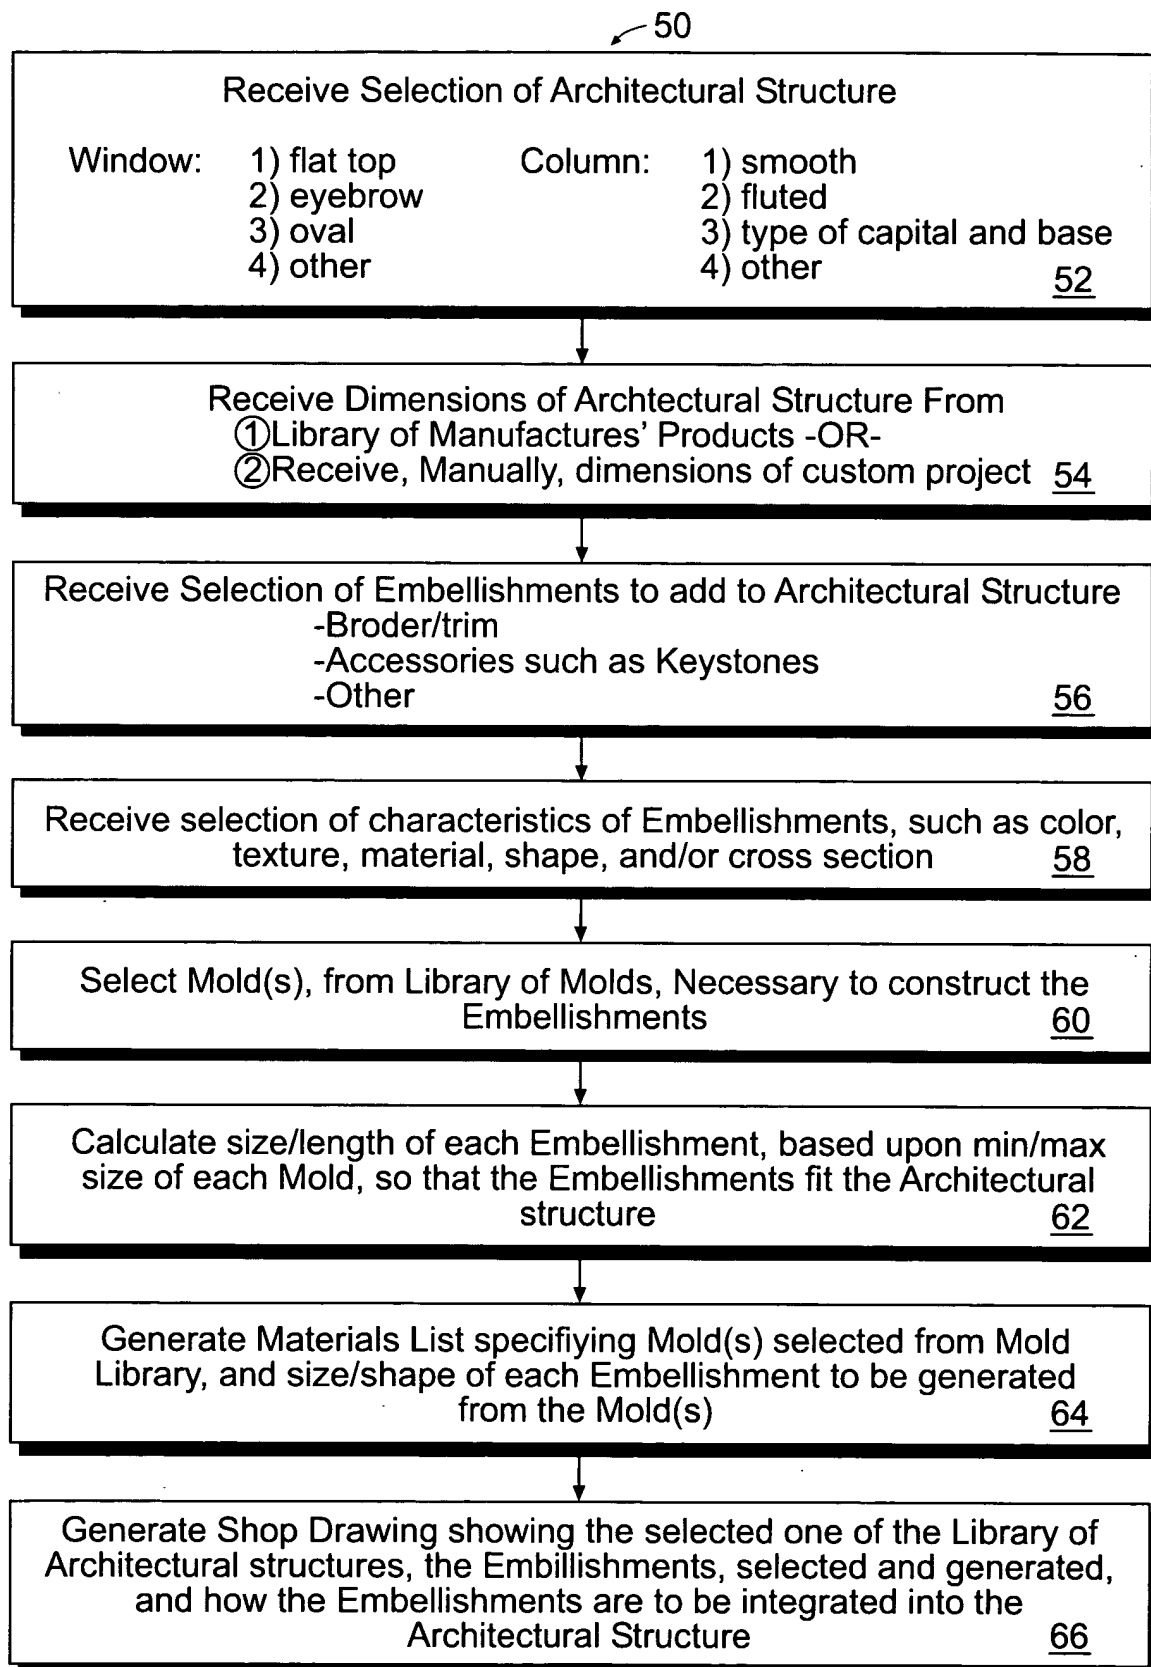 50
Receive Selection of Architectural Structure
Window: 1) flat top Column: 1) smooth
2) eyebrow 2) fluted
3) oval 3) type of capital and base
4) other 4) other 52
Receive Dimensions of Archtectural Structure From
①Library of Manufactures' Products -OR-
②Receive, Manually, dimensions of custom project 54
Receive Selection of Embellishments to add to Architectural Structure
-Broder/trim
-Accessories such as Keystones
-Other 56
Receive selection of characteristics of Embellishments, such as color,
texture, material, shape, and/or cross section 58
Select Mold(s), from Library of Molds, Necessary to construct the
Embellishments 60
Calculate size/length of each Embellishment, based upon min/max
size of each Mold, so that the Embellishments fit the Architectural
structure 62
Generate Materials List specifiying Mold(s) selected from Mold
Library, and size/shape of each Embellishment to be generated
from the Mold(s) 64
Generate Shop Drawing showing the selected one of the Library of
Architectural structures, the Embillishments, selected and generated,
and how the Embellishments are to be integrated into the
Architectural Structure 66